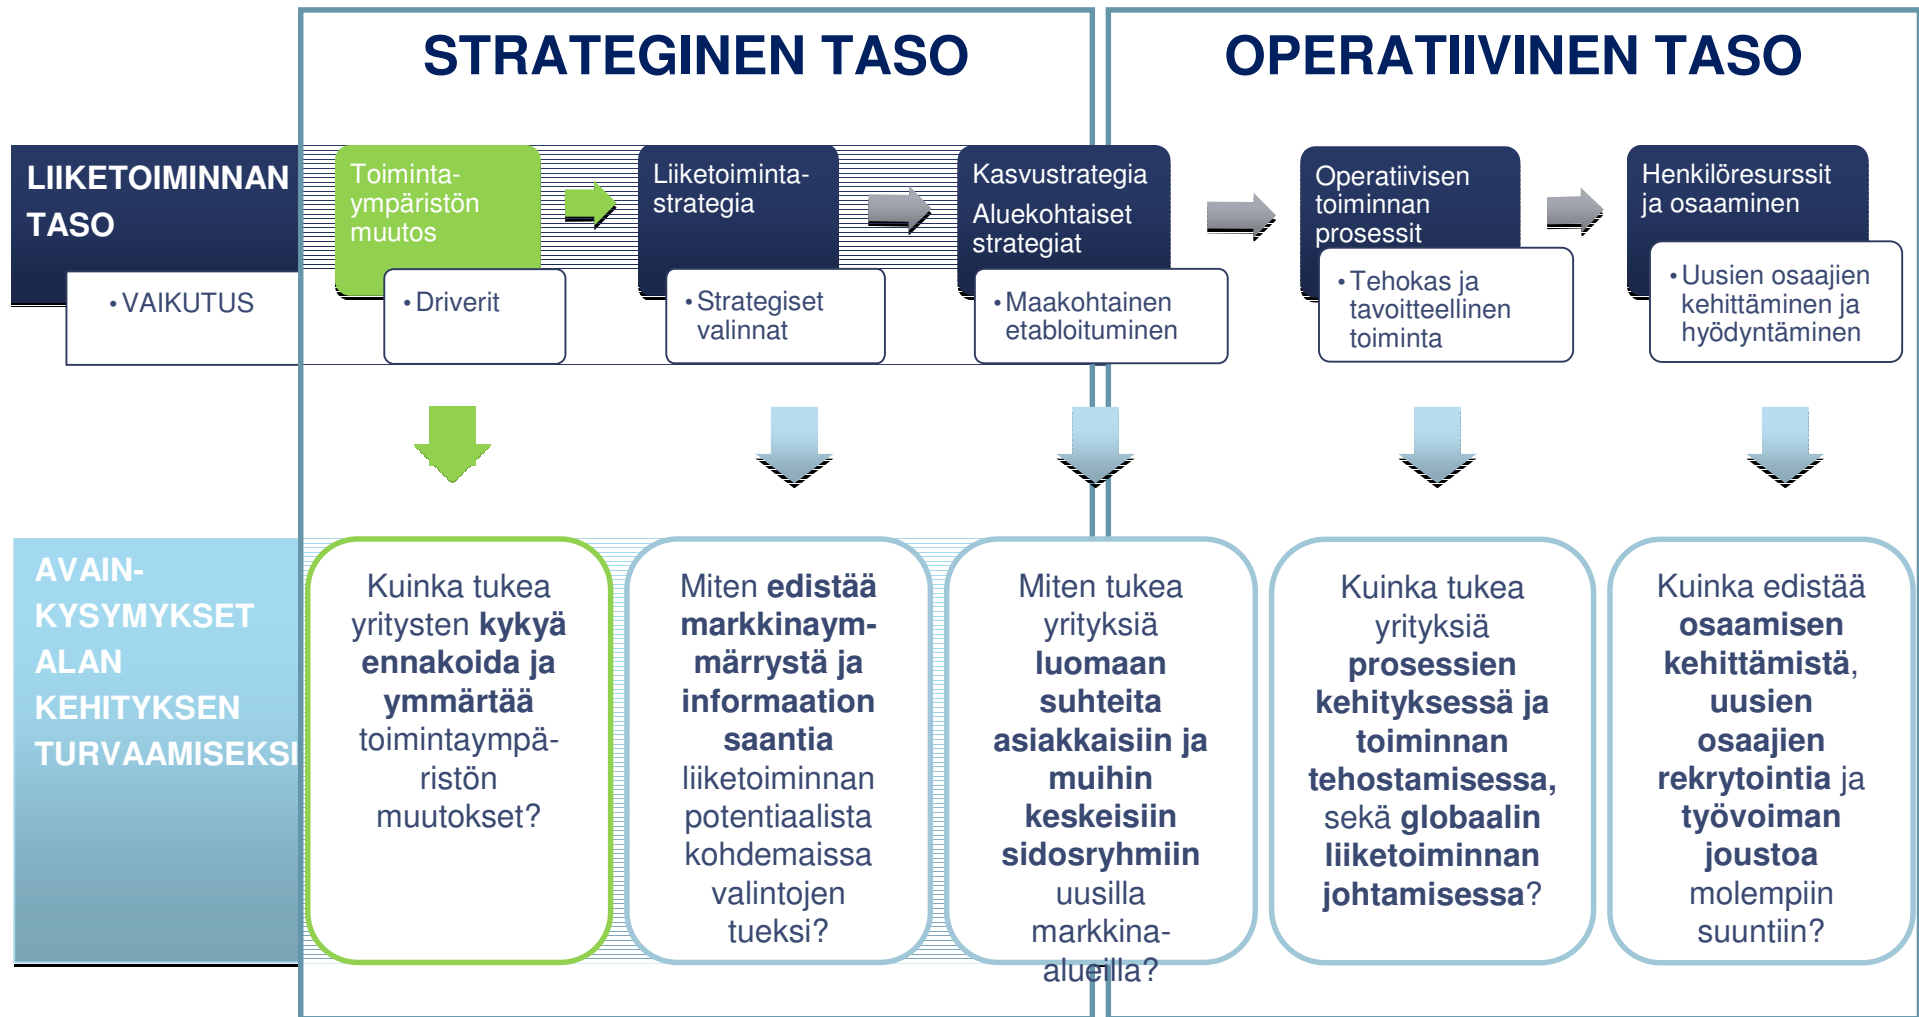 STRATEGINEN TASO
OPERATIIVINEN TASO
LIIKETOIMINNAN
TASO
• VAIKUTUS
Toiminta-
ympäristön
muutos
• Driverit
Liiketoiminta-
strategia
• Strategiset
valinnat
Kasvustrategia
Aluekohtaiset
strategiat
• Maakohtainen
etabloituminen
Operatiivisen
toiminnan
prosessit
• Tehokas ja
tavoitteellinen
toiminta
Henkilöresurssit
ja osaaminen
• Uusien osaajien
kehittäminen ja
hyödyntäminen
AVAIN-
KYSYMYKSET
ALAN
KEHITYKSEN
TURVAAMISEKSI
Kuinka tukea
yritysten kykyä
ennakoida ja
ymmärtää
toimintaympä-
ristön
muutokset?
Miten edistää
markkinaym-
märrystä ja
informaation
saantia
liiketoiminnan
potentiaalista
kohdemaissa
valintojen
tueksi?
Miten tukea
yrityksiä
luomaan
suhteita
asiakkaisiin ja
muihin
keskeisiin
sidosryhmiin
uusilla
markkina-
alueilla?
Kuinka tukea
yrityksiä
prosessien
kehityksessä ja
toiminnan
tehostamisessa,
sekä globaalin
liiketoiminnan
johtamisessa?
Kuinka edistää
osaamisen
kehittämistä,
uusien
osaajien
rekrytointia ja
työvoiman
joustoa
molempiin
suuntiin?